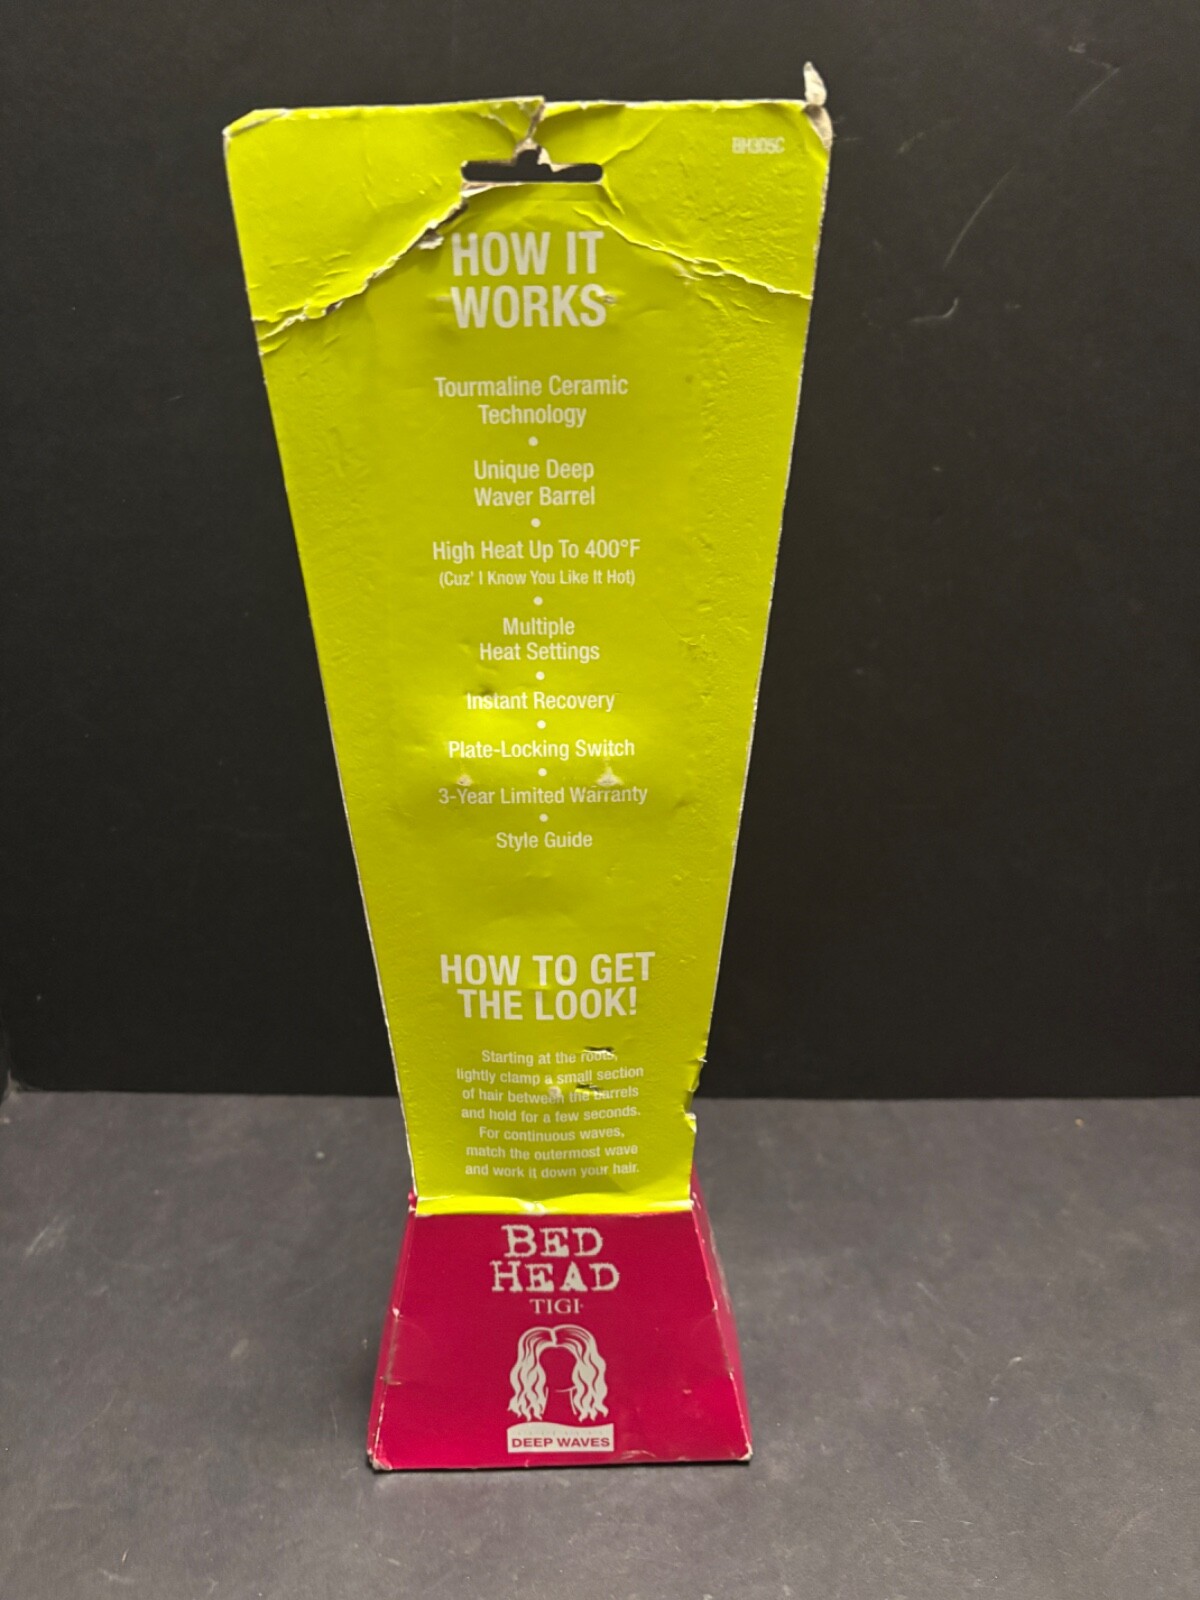 BH305C
HOW IT
WORKS
Tourmaline Ceramic
Technology
•
Unique Deep
Waver Barrel
•
High Heat Up To 400°F
(Cuz' I Know You Like It Hot)
•
Multiple
Heat Settings
•
Instant Recovery
•
Plate-Locking Switch
•
3-Year Limited Warranty
•
Style Guide
HOW TO GET
THE LOOK!
Starting at the roots,
lightly clamp a small section
of hair between the barrels
and hold for a few seconds.
For continuous waves,
match the outermost wave
and work it down your hair.
BED
HEAD
TIGI
DEEP WAVES